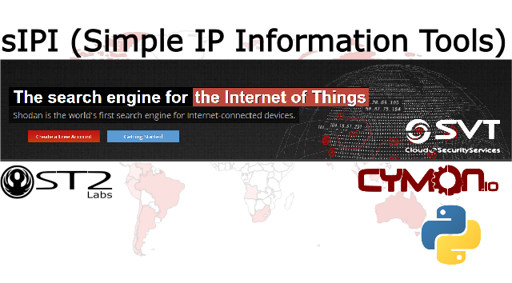 sIPI (Simple IP Information Tools)
The search engine for the Internet of Things
Shodan is the world's first search engine for Internet-connected devices.
Create a Free Account
Getting Started
SVT
Cloud & Security Services
ST2
Labs
CYMON.IO